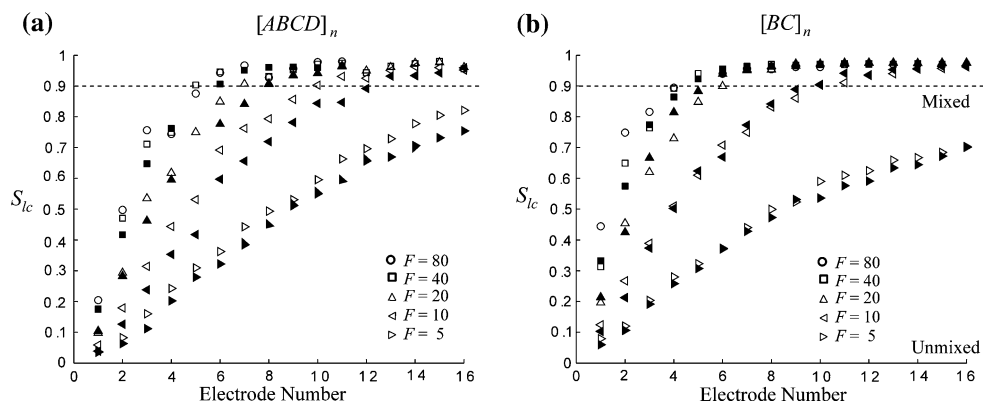 (a)
[ABCD]n
1
0.9
0.8
0.7
0.6
0.5
0.4
0.3
0.2
0.1
0
Slc
F = 80
F = 40
F = 20
F = 10
F = 5
0 2 4 6 8 10 12 14 16
Electrode Number
(b)
[BC]n
1
0.9
0.8
0.7
0.6
0.5
0.4
0.3
0.2
0.1
0
Slc
Mixed
F = 80
F = 40
F = 20
F = 10
F = 5
Unmixed
0 2 4 6 8 10 12 14 16
Electrode Number